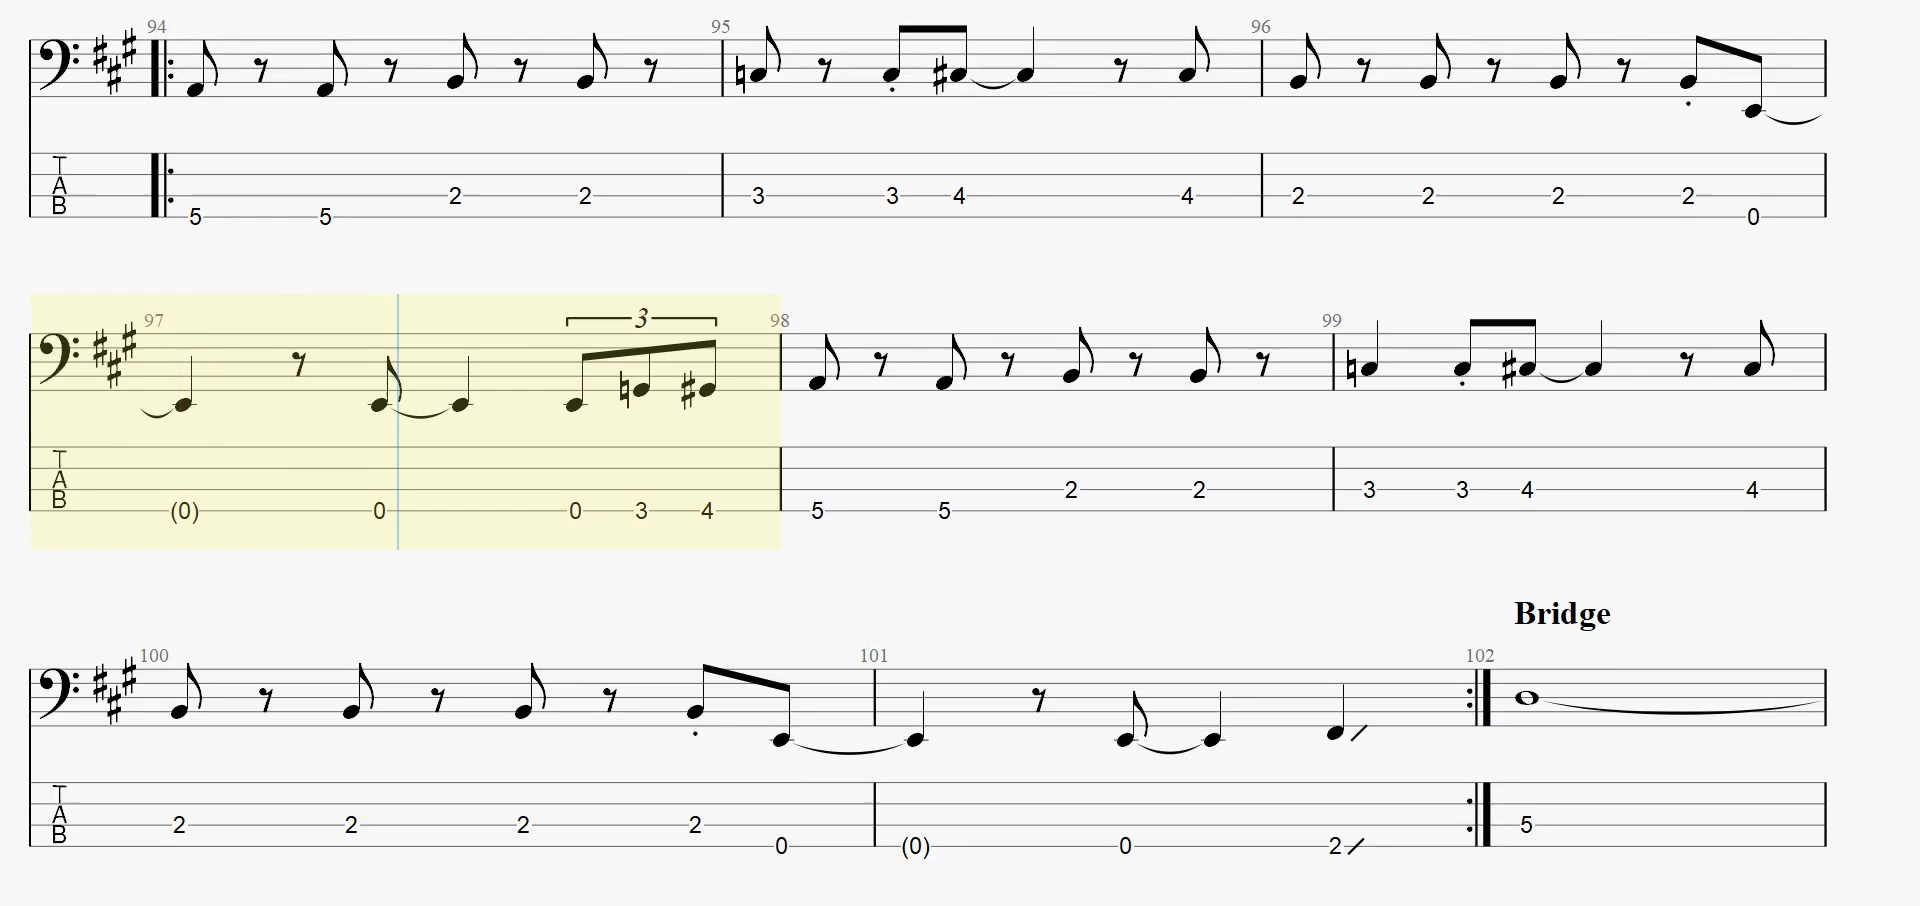 94 95 96
T
A 3 3 4 4 2 2 2 2
B 5 5 2 2 0
97 3 98 99
T
A 2 2 3 3 4 4
B (0) 0 0 3 4 5 5
Bridge
100 101 102
T
A 2 2 2 2 5
B 0 (0) 0 2